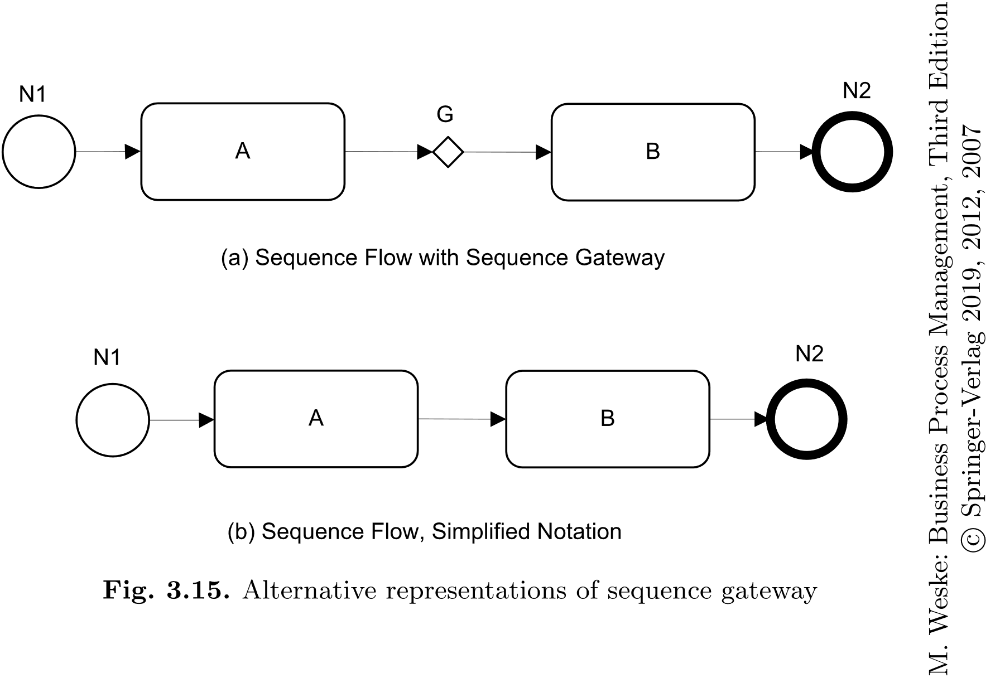 N1
A
G
B
N2
(a) Sequence Flow with Sequence Gateway
N1
A
B
N2
(b) Sequence Flow, Simplified Notation
Fig. 3.15. Alternative representations of sequence gateway
M. Weske: Business Process Management, Third Edition
© Springer-Verlag 2019, 2012, 2007